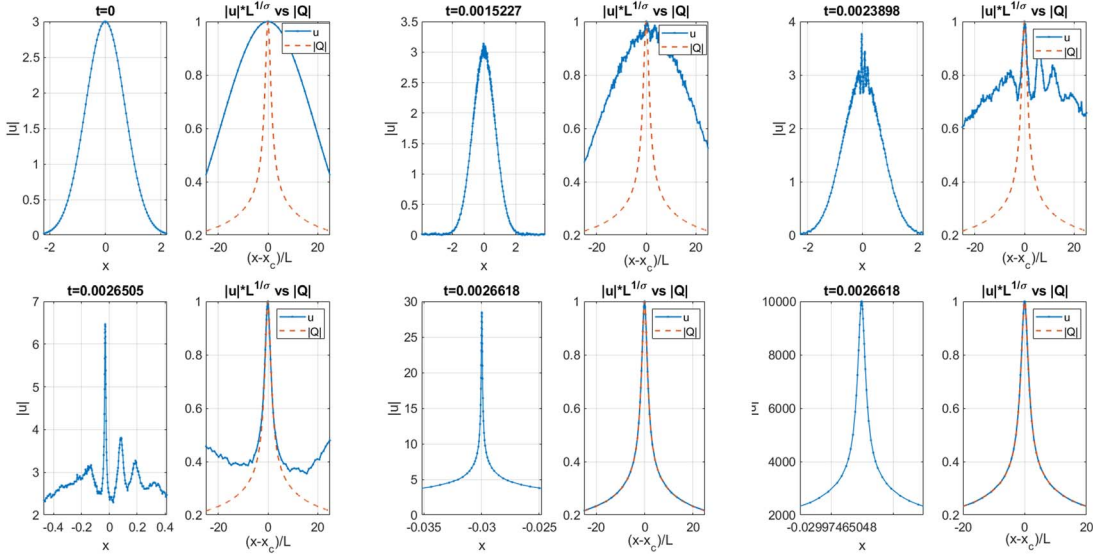 t=0
|u|*L^{1/σ} vs |Q|
t=0.0015227
|u|*L^{1/σ} vs |Q|
t=0.0023898
|u|*L^{1/σ} vs |Q|
3
2.5
2
1.5
1
0.5
0
|u|
-2 0 2
x
1
0.8
0.6
0.4
0.2
u
|Q|
-20 0 20
(x-x_c)/L
3.5
3
2.5
2
1.5
1
0.5
0
|u|
-2 0 2
x
1
0.8
0.6
0.4
0.2
u
|Q|
-20 0 20
(x-x_c)/L
4
3
2
1
0
|u|
-2 0 2
x
1
0.8
0.6
0.4
0.2
u
|Q|
-20 0 20
(x-x_c)/L
t=0.0026505
|u|*L^{1/σ} vs |Q|
t=0.0026618
|u|*L^{1/σ} vs |Q|
t=0.0026618
|u|*L^{1/σ} vs |Q|
7
6
5
4
3
2
|u|
-0.4 -0.2 0 0.2 0.4
x
1
0.8
0.6
0.4
0.2
u
|Q|
-20 0 20
(x-x_c)/L
30
25
20
15
10
5
0
|u|
-0.035 -0.03 -0.025
x
1
0.8
0.6
0.4
0.2
u
|Q|
-20 0 20
(x-x_c)/L
10000
8000
6000
4000
2000
-0.02997465048
x
1
0.8
0.6
0.4
0.2
u
|Q|
-20 0 20
(x-x_c)/L